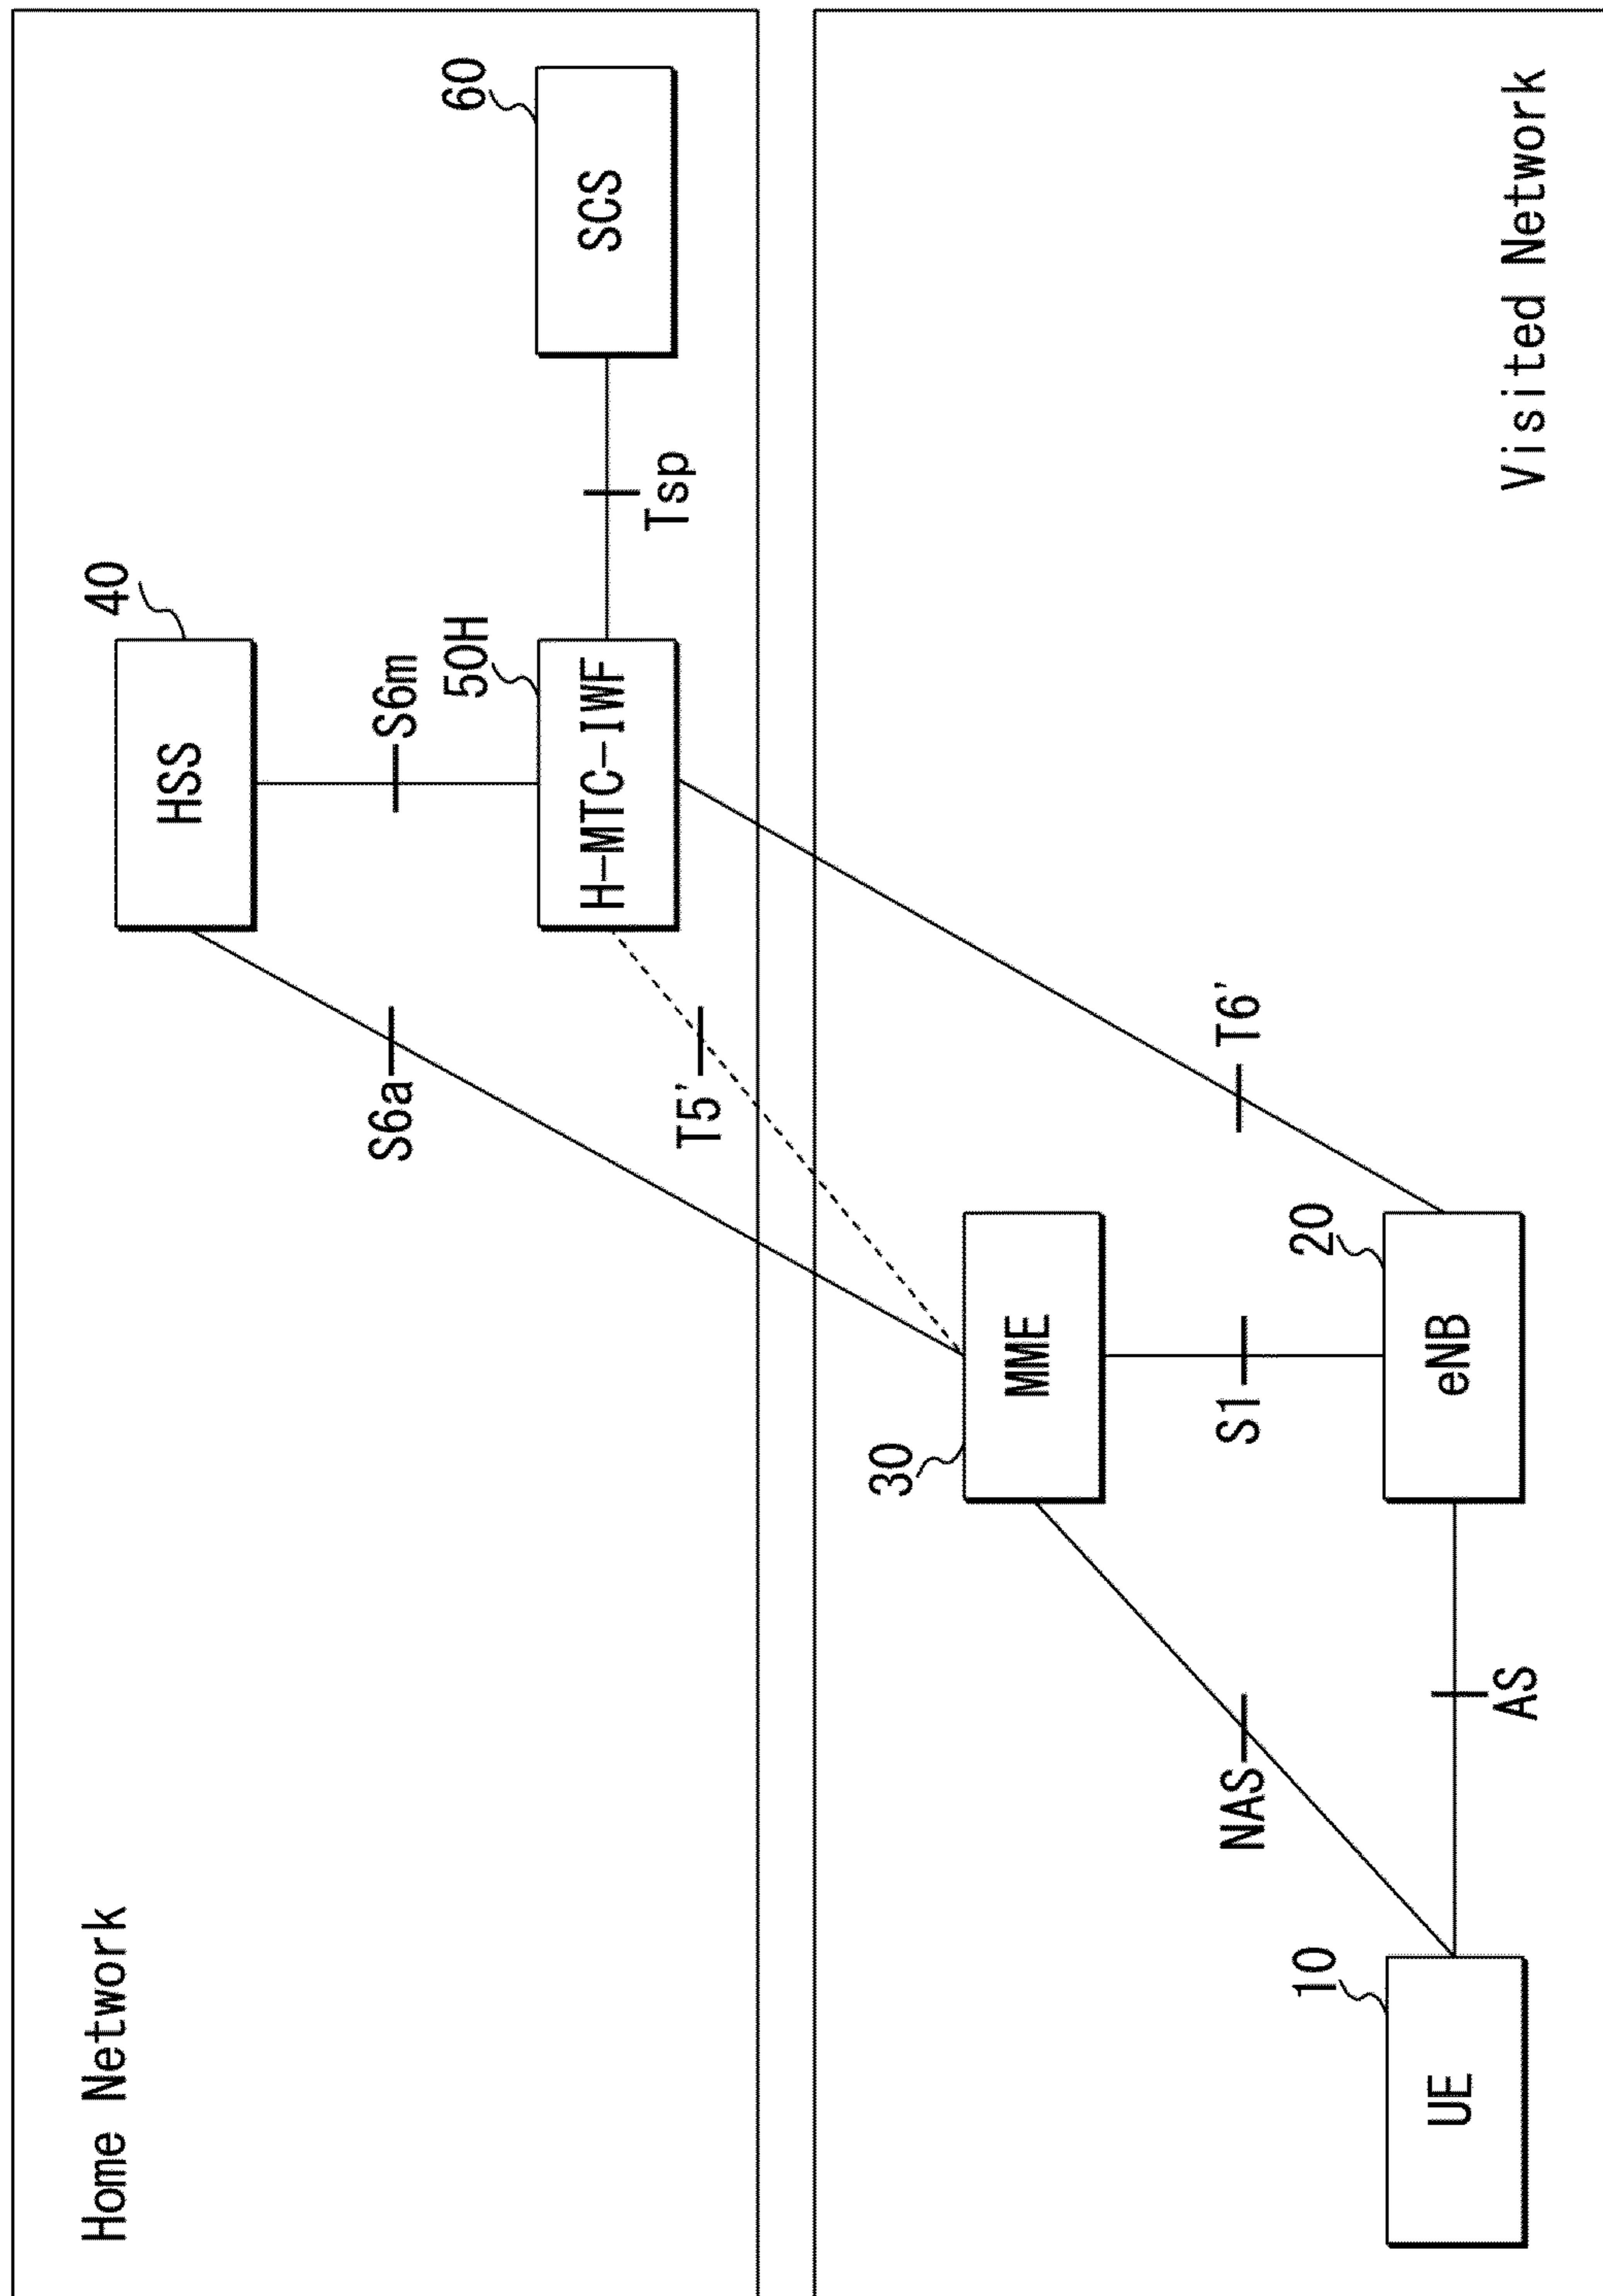 Home Network
HSS
40
S6m
S6a
50H
H-MTC-IWF
60
SCS
Tsp
T5'
T6'
30
MME
S1
NAS
20
eNB
10
UE
AS
Visited Network